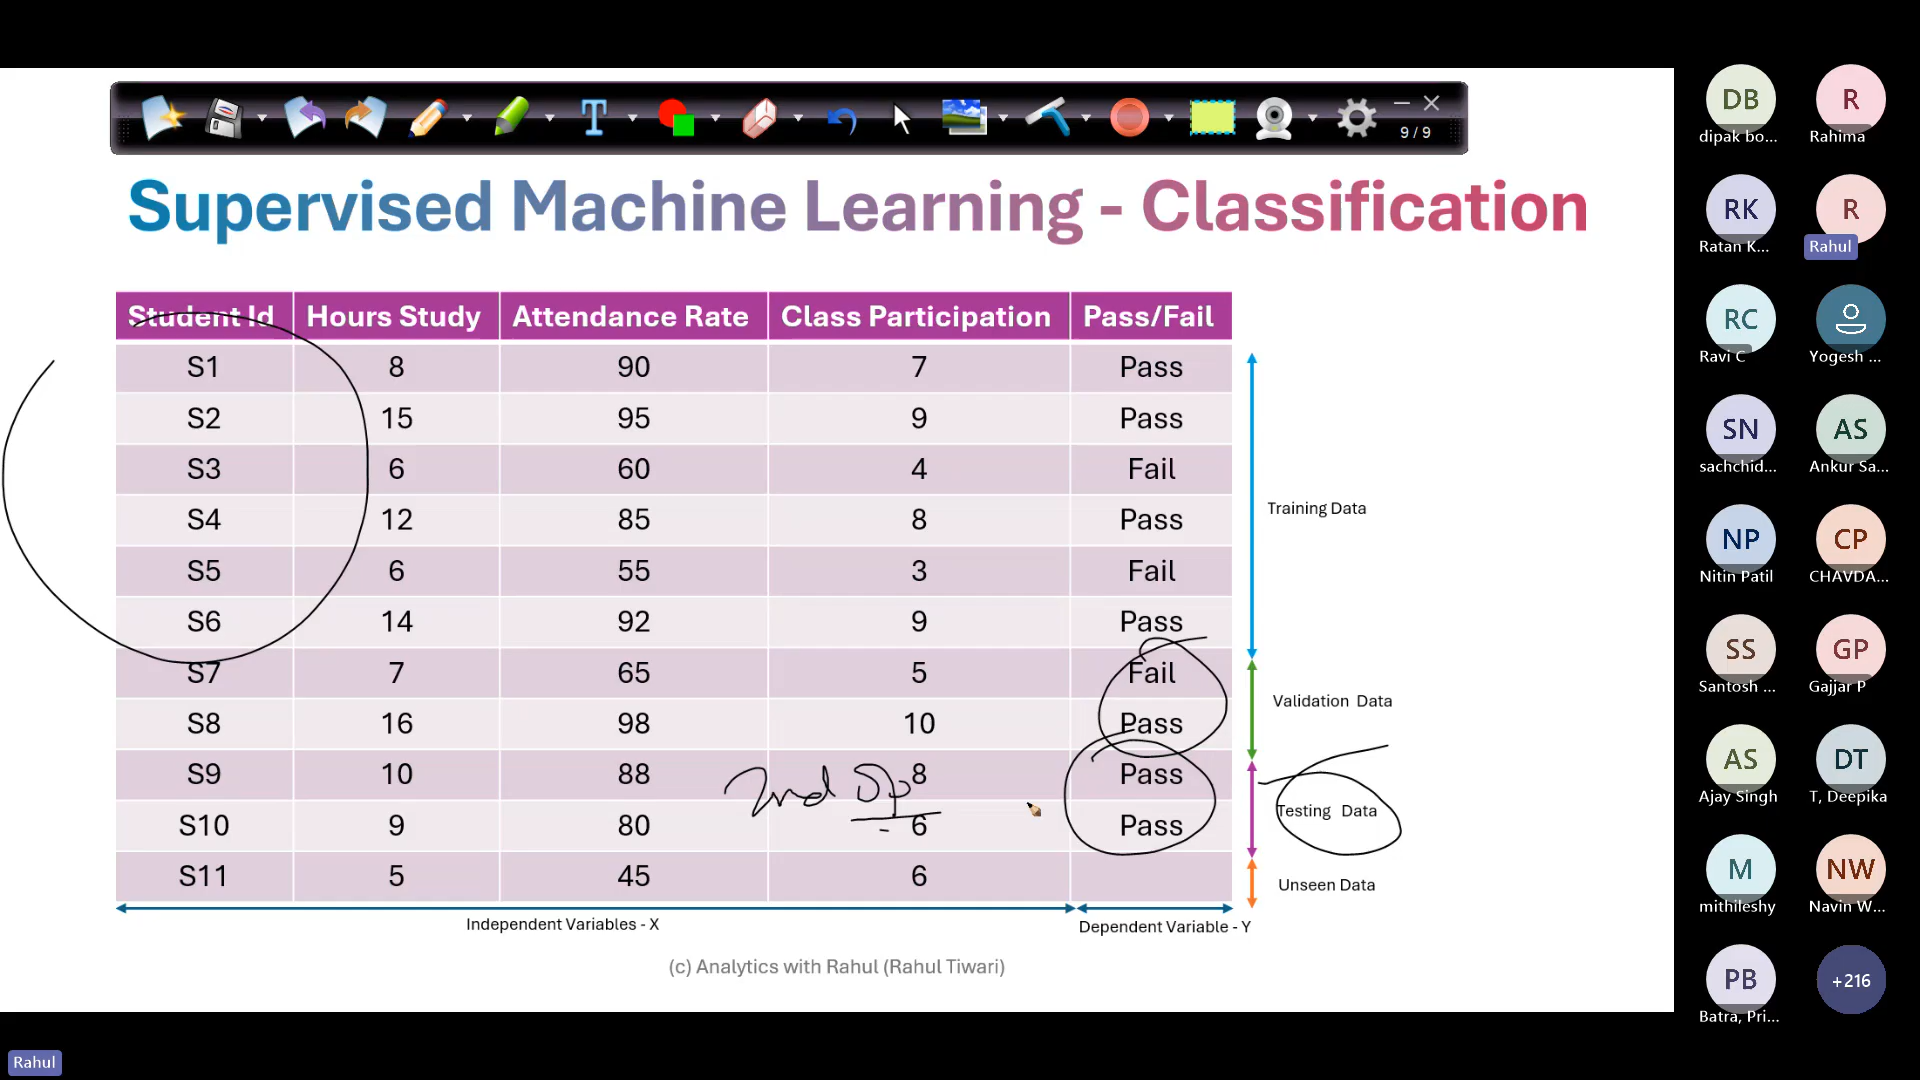 9 / 9
Supervised Machine Learning - Classification
Student Id Hours Study Attendance Rate Class Participation Pass/Fail
S1 8 90 7 Pass
S2 15 95 9 Pass
S3 6 60 4 Fail
S4 12 85 8 Pass
S5 6 55 3 Fail
S6 14 92 9 Pass
S7 7 65 5 Fail
S8 16 98 10 Pass
S9 10 88 8 Pass
S10 9 80 6 Pass
S11 5 45 6
Training Data
Validation Data
Testing Data
Unseen Data
2nd
Independent Variables - X
Dependent Variable - Y
(c) Analytics with Rahul (Rahul Tiwari)
DB R
dipak bo... Rahima
RK R
Ratan K... Rahul
RC
Ravi C Yogesh ...
SN AS
sachchid... Ankur Sa...
NP CP
Nitin Patil CHAVDA...
SS GP
Santosh ... Gajjar P
AS DT
Ajay Singh T, Deepika
M NW
mithileshy Navin W...
PB +216
Batra, Pri...
Rahul